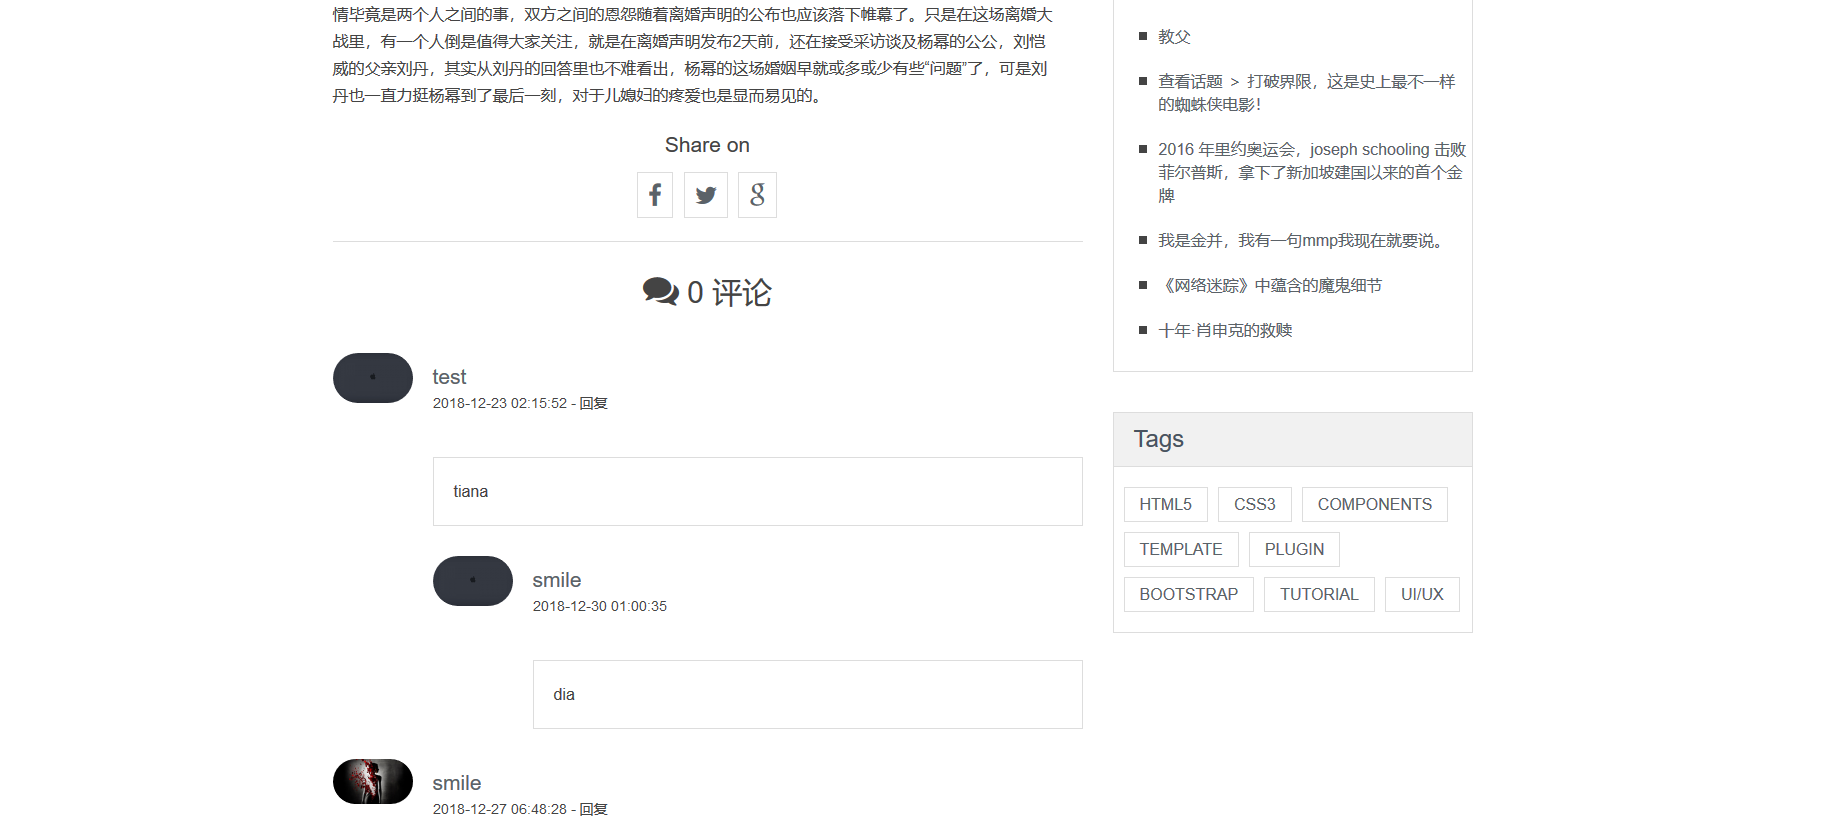 情毕竟是两个人之间的事，双方之间的恩怨随着离婚声明的公布也应该落下帷幕了。只是在这场离婚大
战里，有一个人倒是值得大家关注，就是在离婚声明发布2天前，还在接受采访谈及杨幂的公公，刘恺
威的父亲刘丹，其实从刘丹的回答里也不难看出，杨幂的这场婚姻早就或多或少有些“问题”了，可是刘
丹也一直力挺杨幂到了最后一刻，对于儿媳妇的疼爱也是显而易见的。
Share on
0 评论
test
2018-12-23 02:15:52 - 回复
tiana
smile
2018-12-30 01:00:35
dia
smile
2018-12-27 06:48:28 - 回复
教父
查看话题 > 打破界限，这是史上最不一样
的蜘蛛侠电影！
2016 年里约奥运会，joseph schooling 击败
菲尔普斯，拿下了新加坡建国以来的首个金
牌
我是金并，我有一句mmp我现在就要说。
《网络迷踪》中蕴含的魔鬼细节
十年·肖申克的救赎
Tags
HTML5 CSS3 COMPONENTS
TEMPLATE PLUGIN
BOOTSTRAP TUTORIAL UI/UX